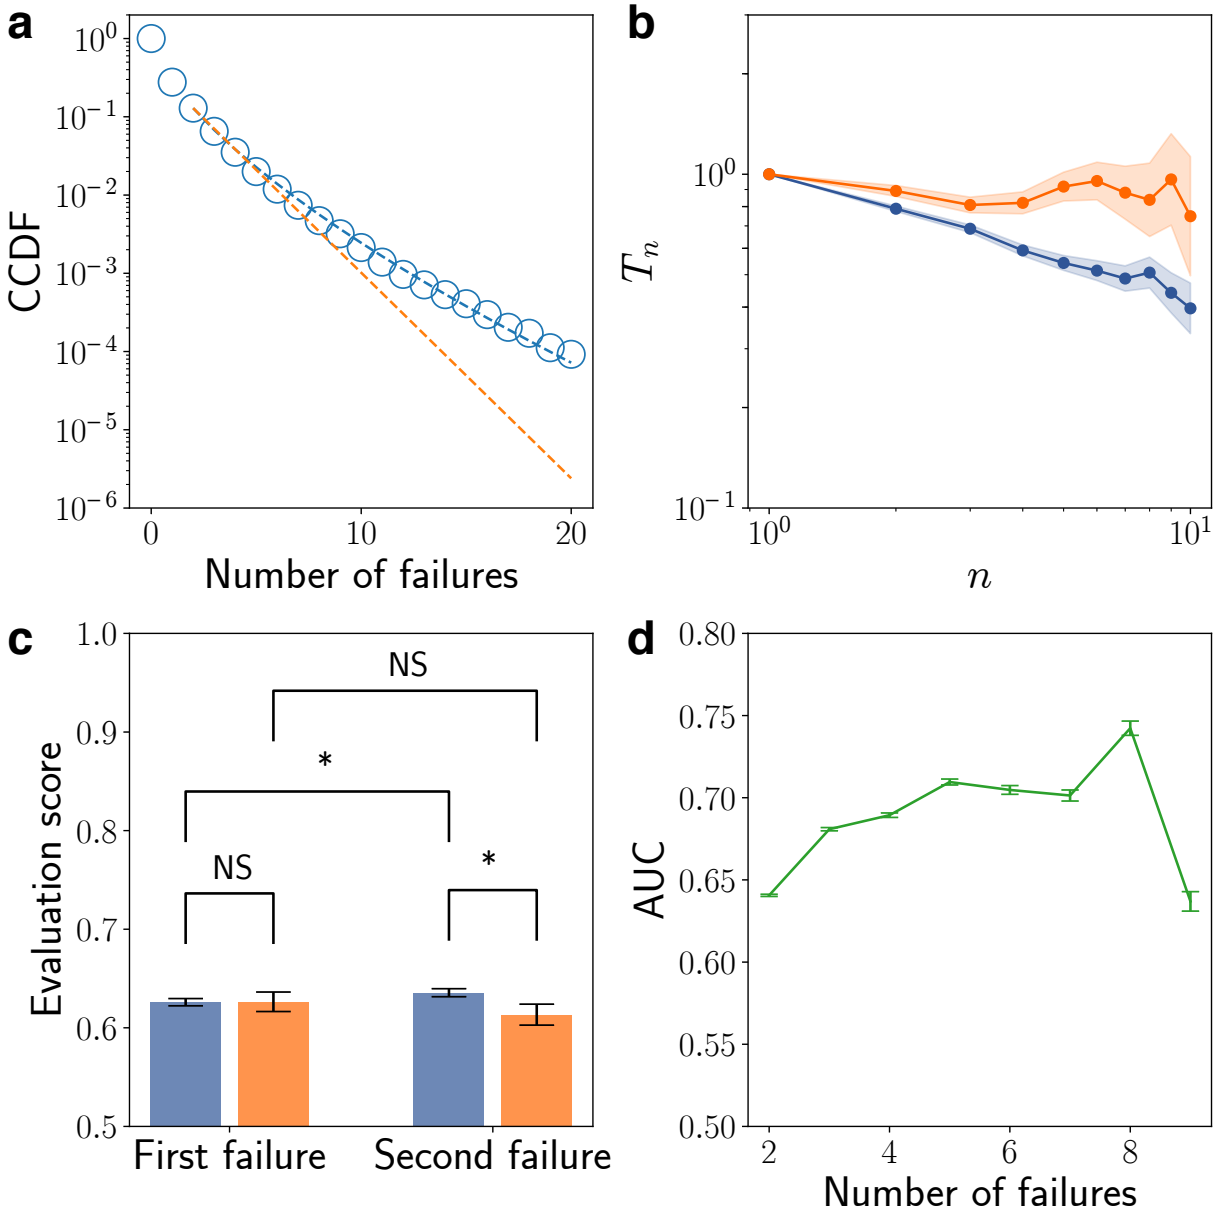 a
10^0
10^-1
10^-2
10^-3
10^-4
10^-5
10^-6
CCDF
0 10 20
Number of failures
b
10^0
10^-1
T_n
10^0 10^1
n
c
1.0
0.9
0.8
0.7
0.6
0.5
Evaluation score
NS
*
NS
*
First failure Second failure
d
0.80
0.75
0.70
0.65
0.60
0.55
0.50
AUC
2 4 6 8
Number of failures